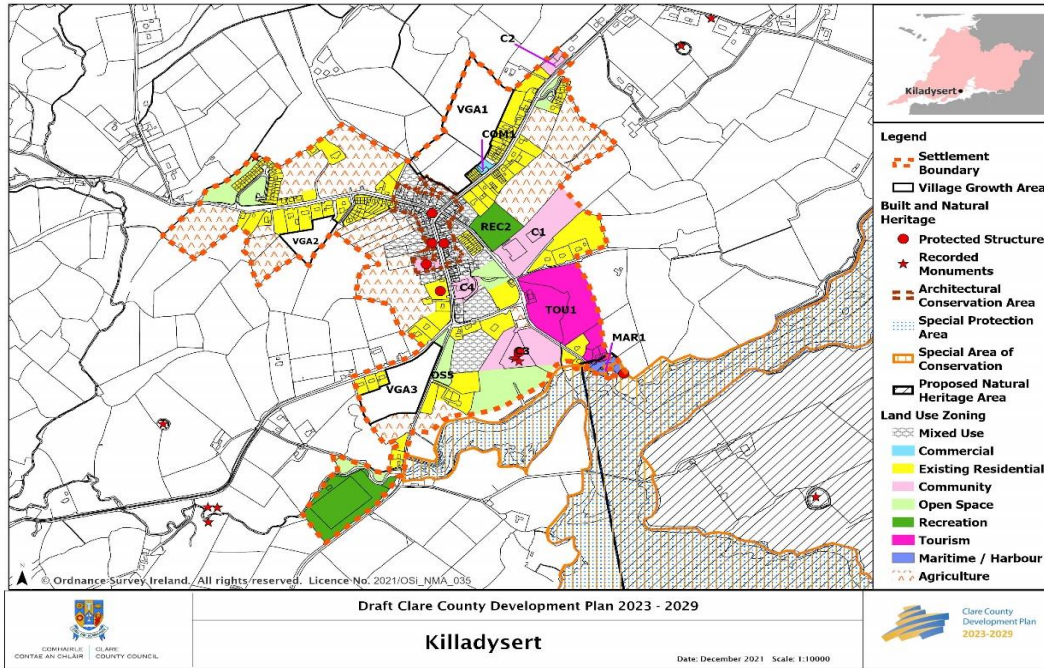 C2
VGA1
COM1
REC2
C1
VGA2
C4
TOU1
MAR1
C3
OS5
VGA3
© Ordnance Survey Ireland. All rights reserved. Licence No. 2021/OSi_NMA_035
Kiladysert
Legend
Settlement
Boundary
Village Growth Area
Built and Natural
Heritage
Protected Structure
Recorded
Monuments
Architectural
Conservation Area
Special Protection
Area
Special Area of
Conservation
Proposed Natural
Heritage Area
Land Use Zoning
Mixed Use
Commercial
Existing Residential
Community
Open Space
Recreation
Tourism
Maritime / Harbour
Agriculture
COMHAIRLE
CONTAE AN CHLÁIR
CLARE
COUNTY COUNCIL
Draft Clare County Development Plan 2023 - 2029
Killadysert
Date: December 2021 Scale: 1:10000
Clare County
Development Plan
2023-2029